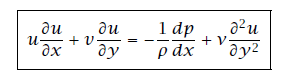 u ∂u/∂x + υ ∂u/∂y = − 1/ρ dp/dx + ν ∂²u/∂y²